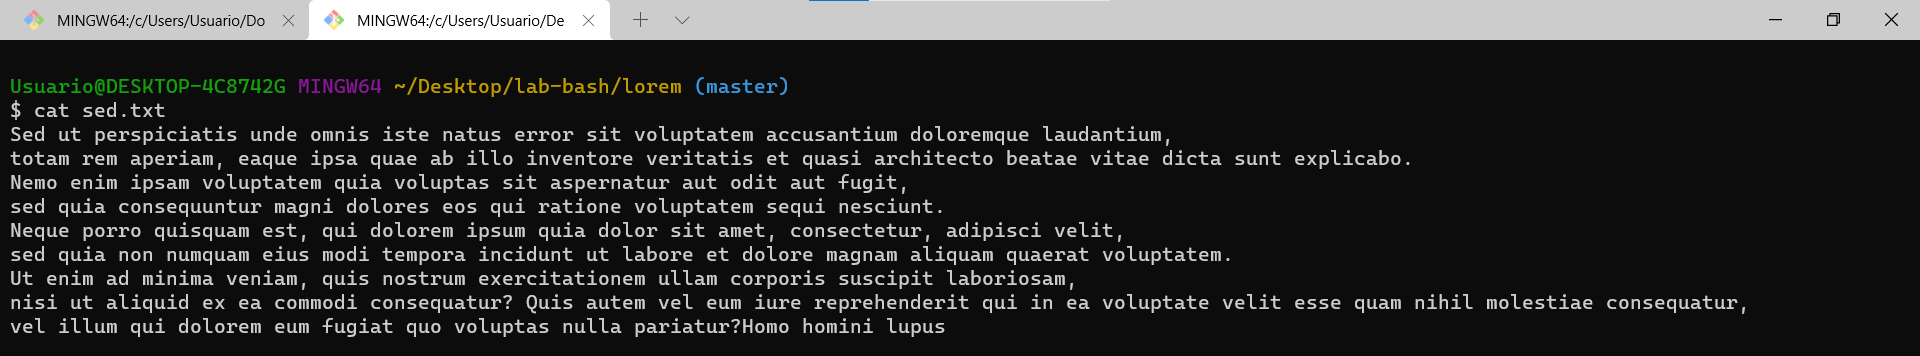 MINGW64:/c/Users/Usuario/Do
MINGW64:/c/Users/Usuario/De
Usuario@DESKTOP-4C8742G MINGW64 ~/Desktop/lab-bash/lorem (master)
$ cat sed.txt
Sed ut perspiciatis unde omnis iste natus error sit voluptatem accusantium doloremque laudantium,
totam rem aperiam, eaque ipsa quae ab illo inventore veritatis et quasi architecto beatae vitae dicta sunt explicabo.
Nemo enim ipsam voluptatem quia voluptas sit aspernatur aut odit aut fugit,
sed quia consequuntur magni dolores eos qui ratione voluptatem sequi nesciunt.
Neque porro quisquam est, qui dolorem ipsum quia dolor sit amet, consectetur, adipisci velit,
sed quia non numquam eius modi tempora incidunt ut labore et dolore magnam aliquam quaerat voluptatem.
Ut enim ad minima veniam, quis nostrum exercitationem ullam corporis suscipit laboriosam,
nisi ut aliquid ex ea commodi consequatur? Quis autem vel eum iure reprehenderit qui in ea voluptate velit esse quam nihil molestiae consequatur,
vel illum qui dolorem eum fugiat quo voluptas nulla pariatur?Homo homini lupus